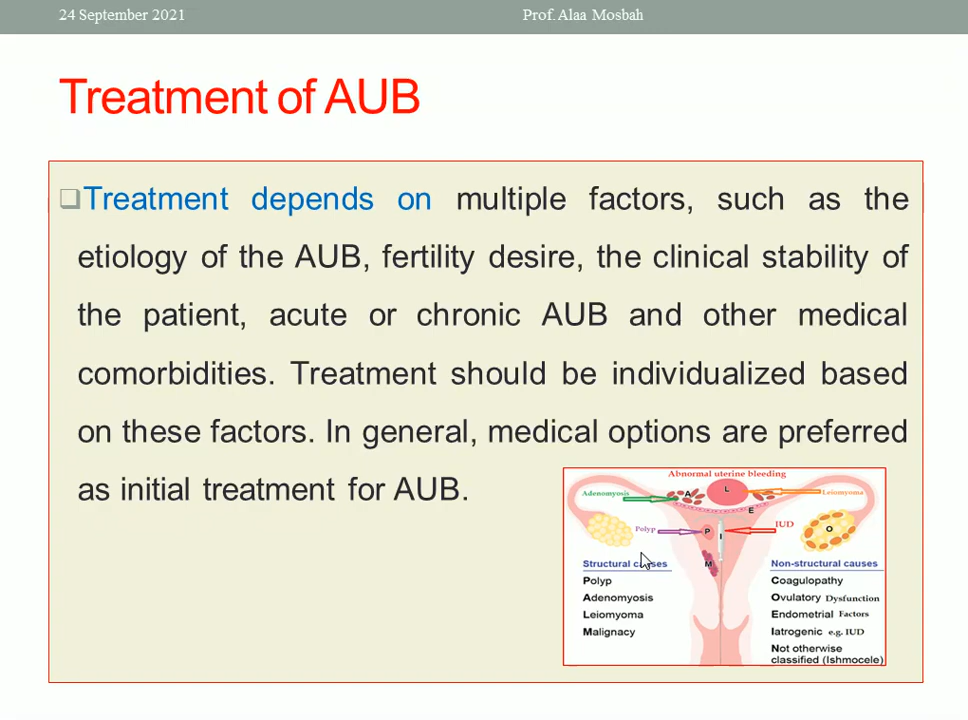 24 September 2021
Prof. Alaa Mosbah
Treatment of AUB
Treatment depends on multiple factors, such as the
etiology of the AUB, fertility desire, the clinical stability of
the patient, acute or chronic AUB and other medical
comorbidities. Treatment should be individualized based
on these factors. In general, medical options are preferred
as initial treatment for AUB.
Abnormal uterine bleeding
Adenomyosis
A
L
Leiomyoma
E
Polyp
P
I
IUD
O
M
Structural causes
Polyp
Adenomyosis
Leiomyoma
Malignancy
Non-structural causes
Coagulopathy
Ovulatory Dysfunction
Endometrial Factors
Iatrogenic e.g. IUD
Not otherwise
classified (Ishmocele)